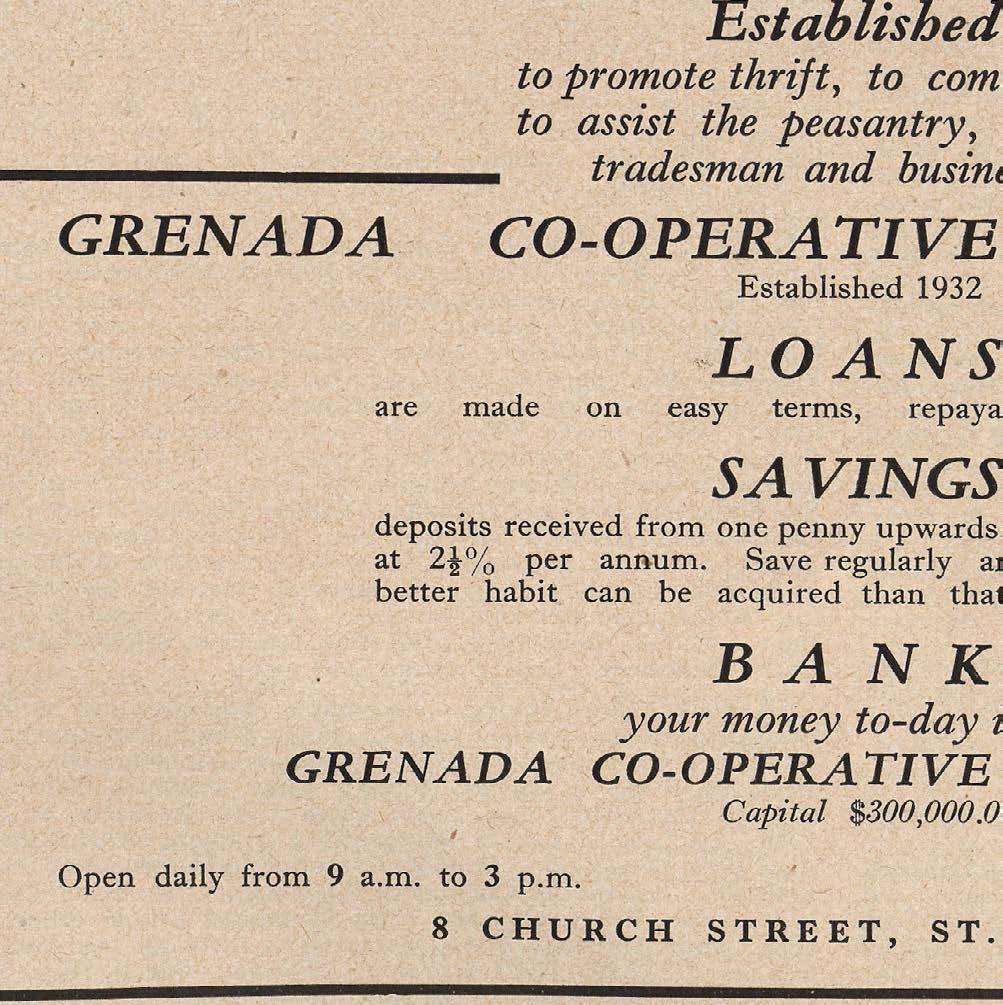 Established
to promote thrift, to com
to assist the peasantry,
tradesman and busine
GRENADA CO-OPERATIVE
Established 1932
LOANS
are made on easy terms, repaya
SAVINGS
deposits received from one penny upwards
at 2½% per annum. Save regularly an
better habit can be acquired than that
BANK
your money to-day i
GRENADA CO-OPERATIVE
Capital $300,000.0
Open daily from 9 a.m. to 3 p.m.
8 CHURCH STREET, ST.